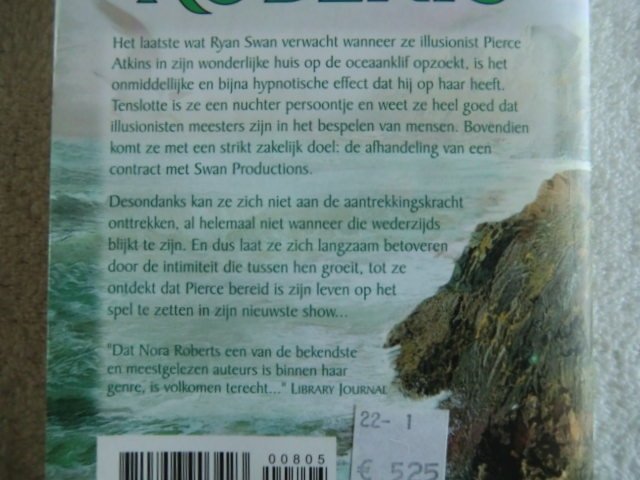 ROBERTS
Het laatste wat Ryan Swan verwacht wanneer ze illusionist Pierce
Atkins in zijn wonderlijke huis op de oceaanklif opzoekt, is het
onmiddellijke en bijna hypnotische effect dat hij op haar heeft.
Tenslotte is ze een nuchter persoontje en weet ze heel goed dat
illusionisten meesters zijn in het bespelen van mensen. Bovendien
komt ze met een strikt zakelijk doel: de afhandeling van een
contract met Swan Productions.
Desondanks kan ze zich niet aan de aantrekkingskracht
onttrekken, al helemaal niet wanneer die wederzijds
blijkt te zijn. En dus laat ze zich langzaam betoveren
door de intimiteit die tussen hen groeit, tot ze
ontdekt dat Pierce bereid is zijn leven op het
spel te zetten in zijn nieuwste show...
"Dat Nora Roberts een van de bekendste
en meestgelezen auteurs is binnen haar
genre, is volkomen terecht..." LIBRARY JOURNAL
22- 1
00805
€ 525